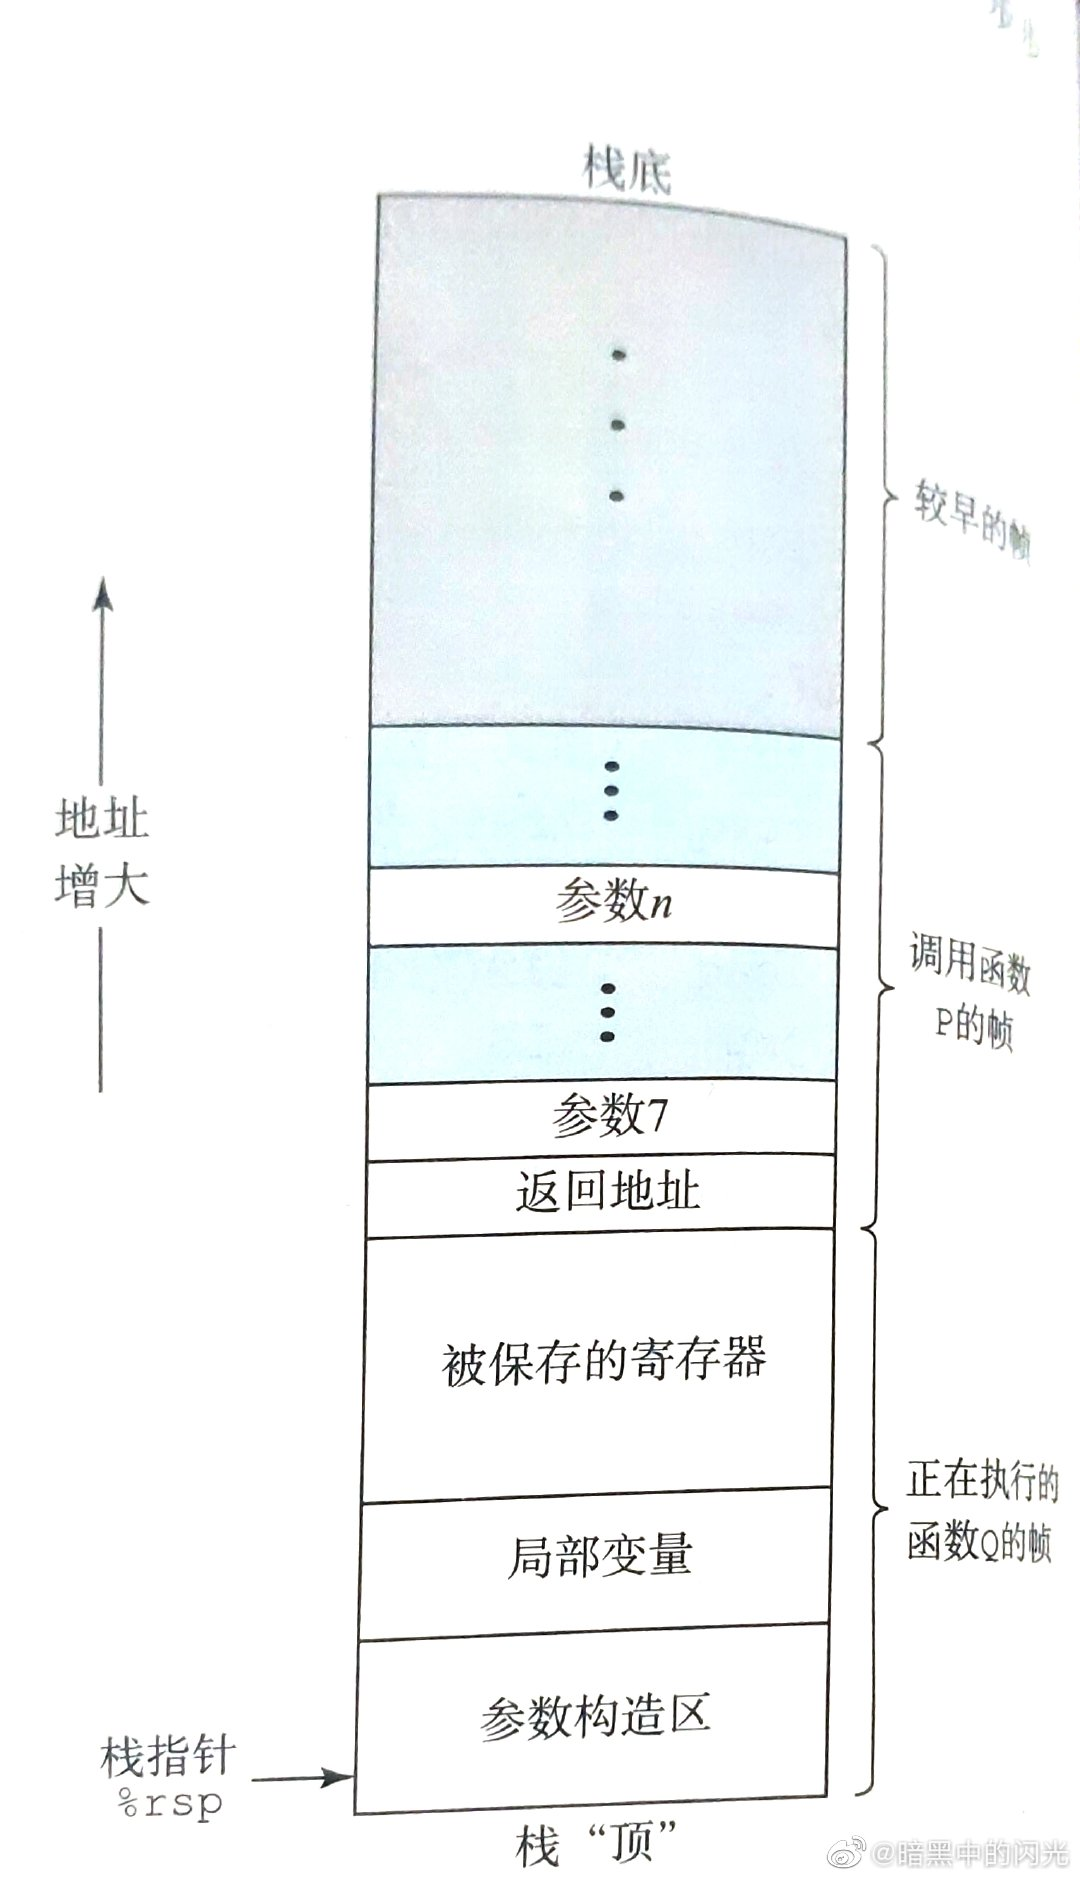 栈底
较早的帧
地址
增大
参数n
调用函数
P的帧
参数7
返回地址
被保存的寄存器
正在执行的
函数Q的帧
局部变量
参数构造区
栈指针
%rsp
栈“顶”
@暗黑中的闪光